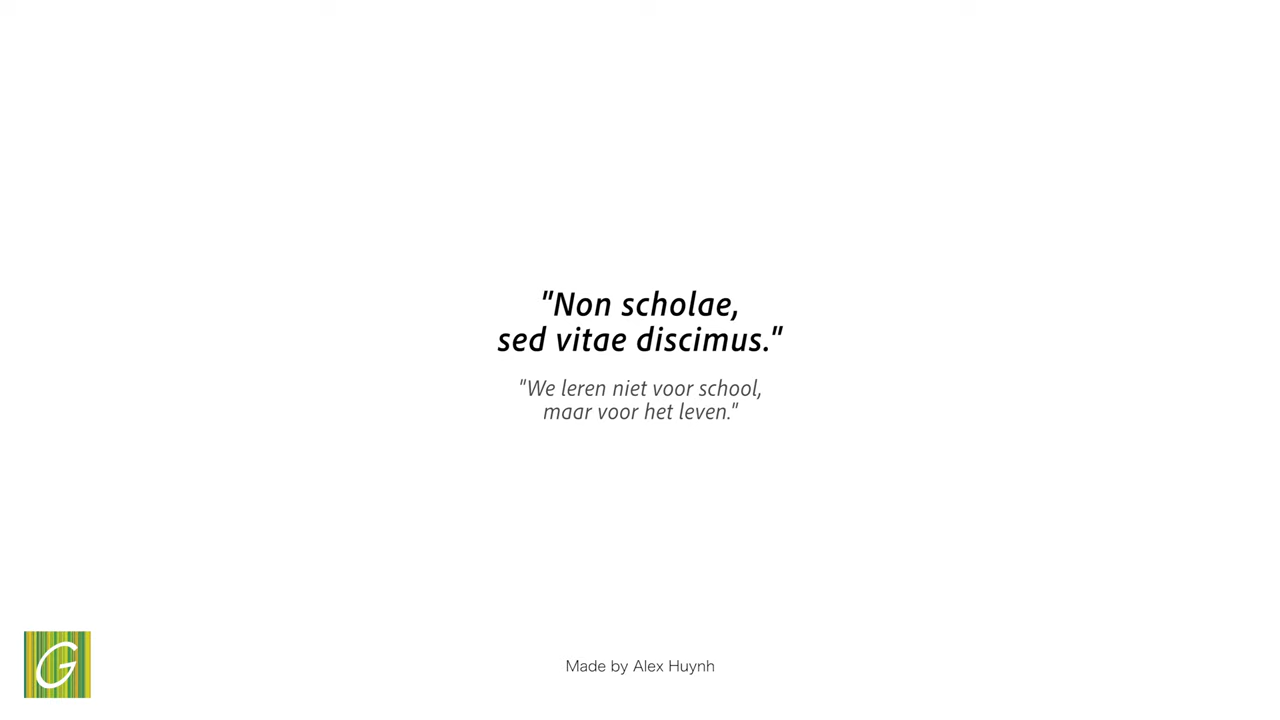 "Non scholae,
sed vitae discimus."
"We leren niet voor school,
maar voor het leven."
G
Made by Alex Huynh